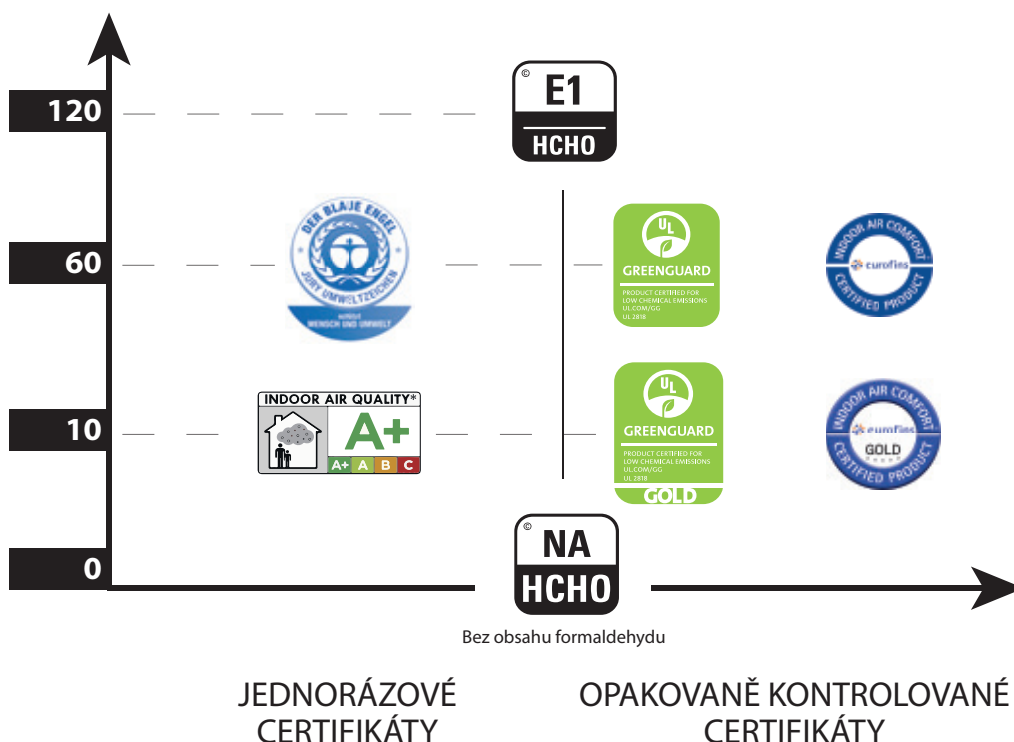 ©
E1
HCHO
120
DER BLAUE ENGEL
JURY UMWELTZEICHEN
MENSCH UND UMWELT
60
UL
GREENGUARD
PRODUCT CERTIFIED FOR
LOW CHEMICAL EMISSIONS
UL.COM/GG
UL 2818
INDOOR AIR COMFORT
eurofins
CERTIFIED PRODUCT
INDOOR AIR QUALITY*
A+
A+ A B C
10
UL
GREENGUARD
PRODUCT CERTIFIED FOR
LOW CHEMICAL EMISSIONS
UL.COM/GG
UL 2818
GOLD
INDOOR AIR COMFORT
eurofins
GOLD
CERTIFIED PRODUCT
0
©
NA
HCHO
Bez obsahu formaldehydu
JEDNORÁZOVÉ
CERTIFIKÁTY
OPAKOVANĚ KONTROLOVANÉ
CERTIFIKÁTY